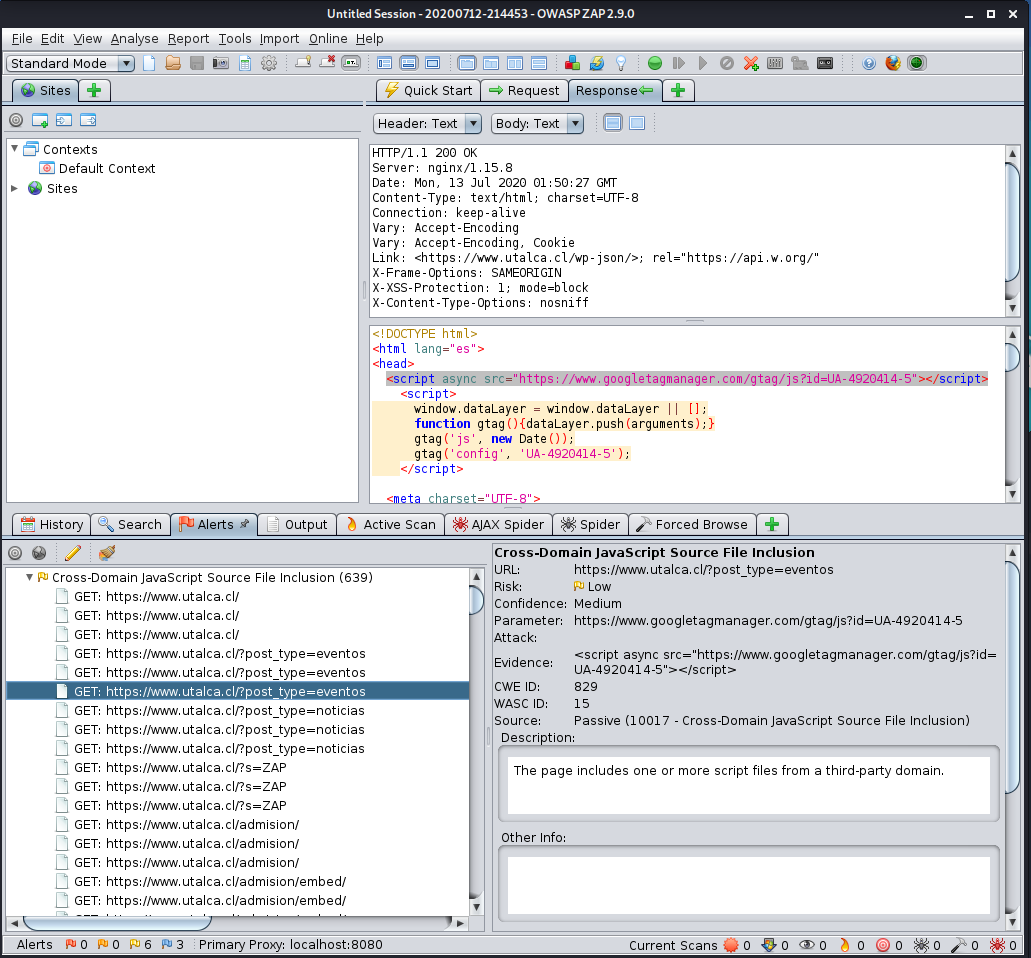 Untitled Session - 20200712-214453 - OWASP ZAP 2.9.0
File Edit View Analyse Report Tools Import Online Help
Standard Mode
Sites
Quick Start Request Response
Header: Text Body: Text
Contexts
Default Context
Sites
HTTP/1.1 200 OK
Server: nginx/1.15.8
Date: Mon, 13 Jul 2020 01:50:27 GMT
Content-Type: text/html; charset=UTF-8
Connection: keep-alive
Vary: Accept-Encoding
Vary: Accept-Encoding, Cookie
Link: <https://www.utalca.cl/wp-json/>; rel="https://api.w.org/"
X-Frame-Options: SAMEORIGIN
X-XSS-Protection: 1; mode=block
X-Content-Type-Options: nosniff
<!DOCTYPE html>
<html lang="es">
<head>
<script async src="https://www.googletagmanager.com/gtag/js?id=UA-4920414-5"></script>
<script>
window.dataLayer = window.dataLayer || [];
function gtag(){dataLayer.push(arguments);}
gtag('js', new Date());
gtag('config', 'UA-4920414-5');
</script>
<meta charset="UTF-8">
History Search Alerts Output Active Scan AJAX Spider Spider Forced Browse
Cross-Domain JavaScript Source File Inclusion (639)
GET: https://www.utalca.cl/
GET: https://www.utalca.cl/
GET: https://www.utalca.cl/
GET: https://www.utalca.cl/?post_type=eventos
GET: https://www.utalca.cl/?post_type=eventos
GET: https://www.utalca.cl/?post_type=eventos
GET: https://www.utalca.cl/?post_type=noticias
GET: https://www.utalca.cl/?post_type=noticias
GET: https://www.utalca.cl/?post_type=noticias
GET: https://www.utalca.cl/?s=ZAP
GET: https://www.utalca.cl/?s=ZAP
GET: https://www.utalca.cl/?s=ZAP
GET: https://www.utalca.cl/admision/
GET: https://www.utalca.cl/admision/
GET: https://www.utalca.cl/admision/
GET: https://www.utalca.cl/admision/embed/
GET: https://www.utalca.cl/admision/embed/
Cross-Domain JavaScript Source File Inclusion
URL: https://www.utalca.cl/?post_type=eventos
Risk: Low
Confidence: Medium
Parameter: https://www.googletagmanager.com/gtag/js?id=UA-4920414-5
Attack:
Evidence: <script async src="https://www.googletagmanager.com/gtag/js?id=
UA-4920414-5"></script>
CWE ID: 829
WASC ID: 15
Source: Passive (10017 - Cross-Domain JavaScript Source File Inclusion)
Description:
The page includes one or more script files from a third-party domain.
Other Info:
Alerts 0 0 6 3 Primary Proxy: localhost:8080 Current Scans 0 0 0 0 0 0 0 0